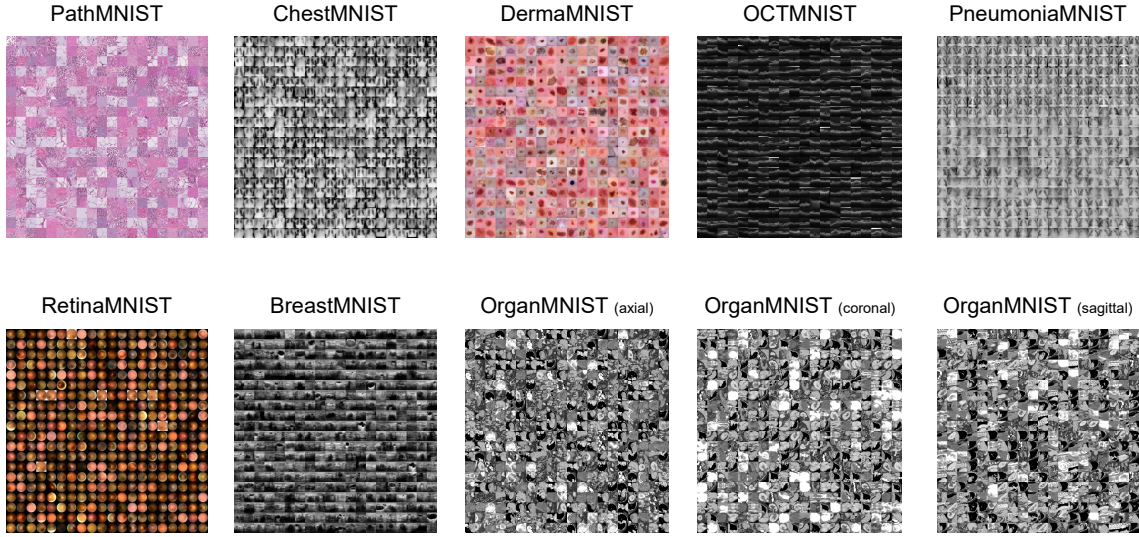 PathMNIST
ChestMNIST
DermaMNIST
OCTMNIST
PneumoniaMNIST
RetinaMNIST
BreastMNIST
OrganMNIST (axial)
OrganMNIST (coronal)
OrganMNIST (sagittal)